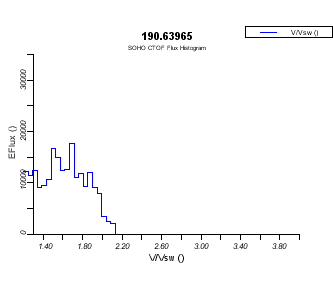 V/Vsw ()
190.63965
SOHO CTOF Flux Histogram
EFlux ()
30000
20000
10000
0
1.40 1.80 2.20 2.60 3.00 3.40 3.80
V/Vsw ()